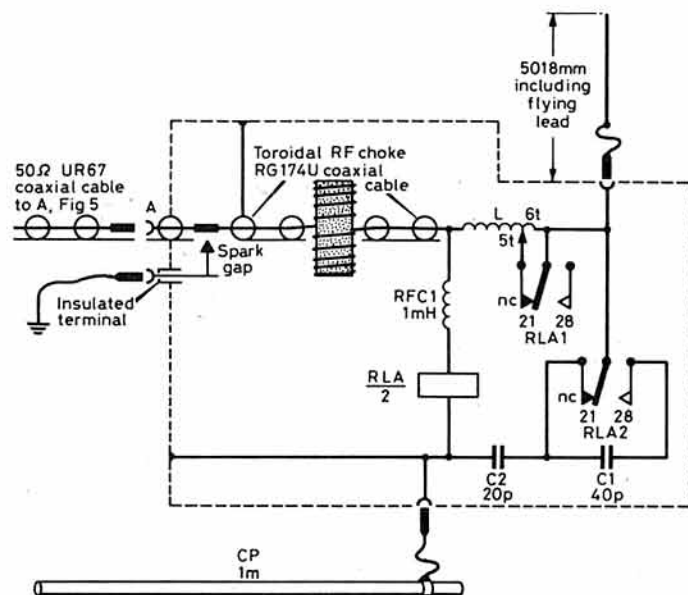 5018mm
including
flying
lead
Toroidal RF choke
RG174U coaxial
cable
50Ω UR67
coaxial cable
to A, Fig 5
A
Spark
gap
Insulated
terminal
L 6t
5t
nc
21 28
RLA1
RFC1
1mH
RLA
2
nc
21 28
RLA2
C2
20p
C1
40p
CP
1m